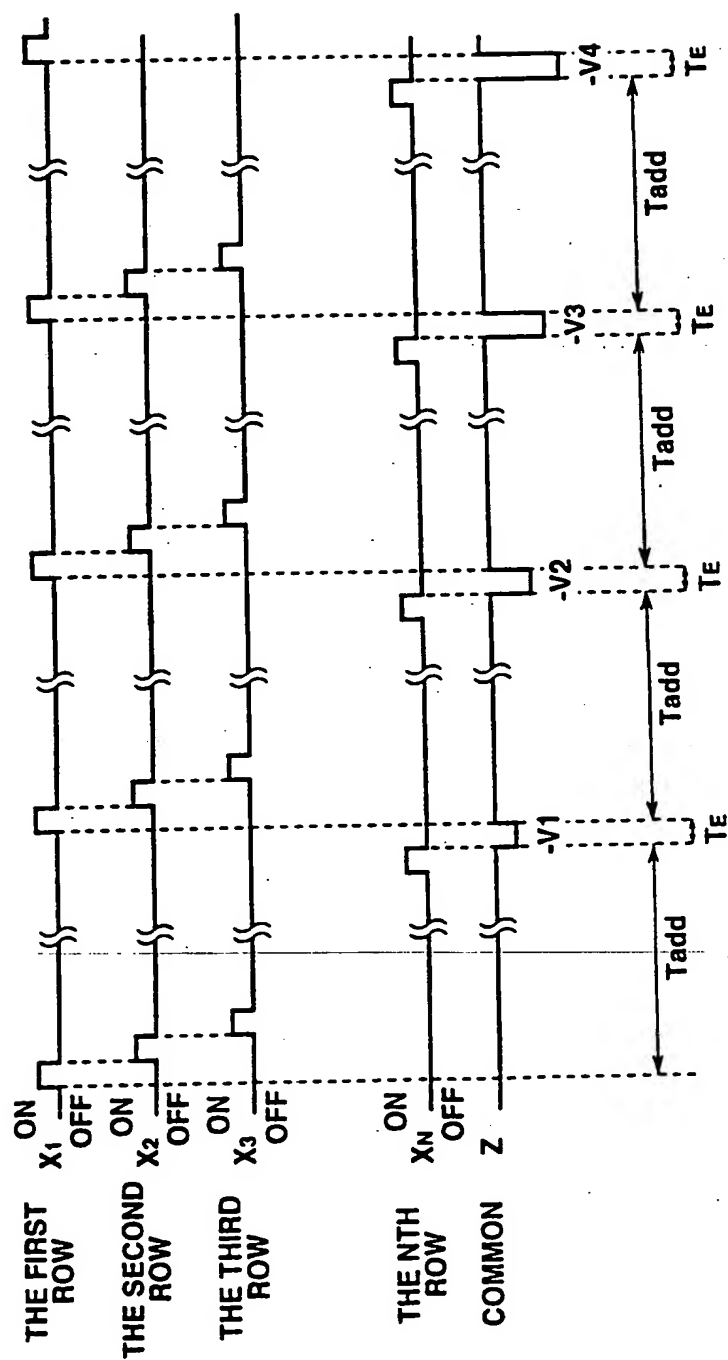 THE FIRST
ROW
X1
ON
OFF
THE SECOND
ROW
X2
ON
OFF
THE THIRD
ROW
X3
ON
OFF
THE NTH
ROW
XN
ON
OFF
COMMON
Z
-V1
-V2
-V3
-V4
Tadd
Tadd
Tadd
Tadd
TE
TE
TE
TE